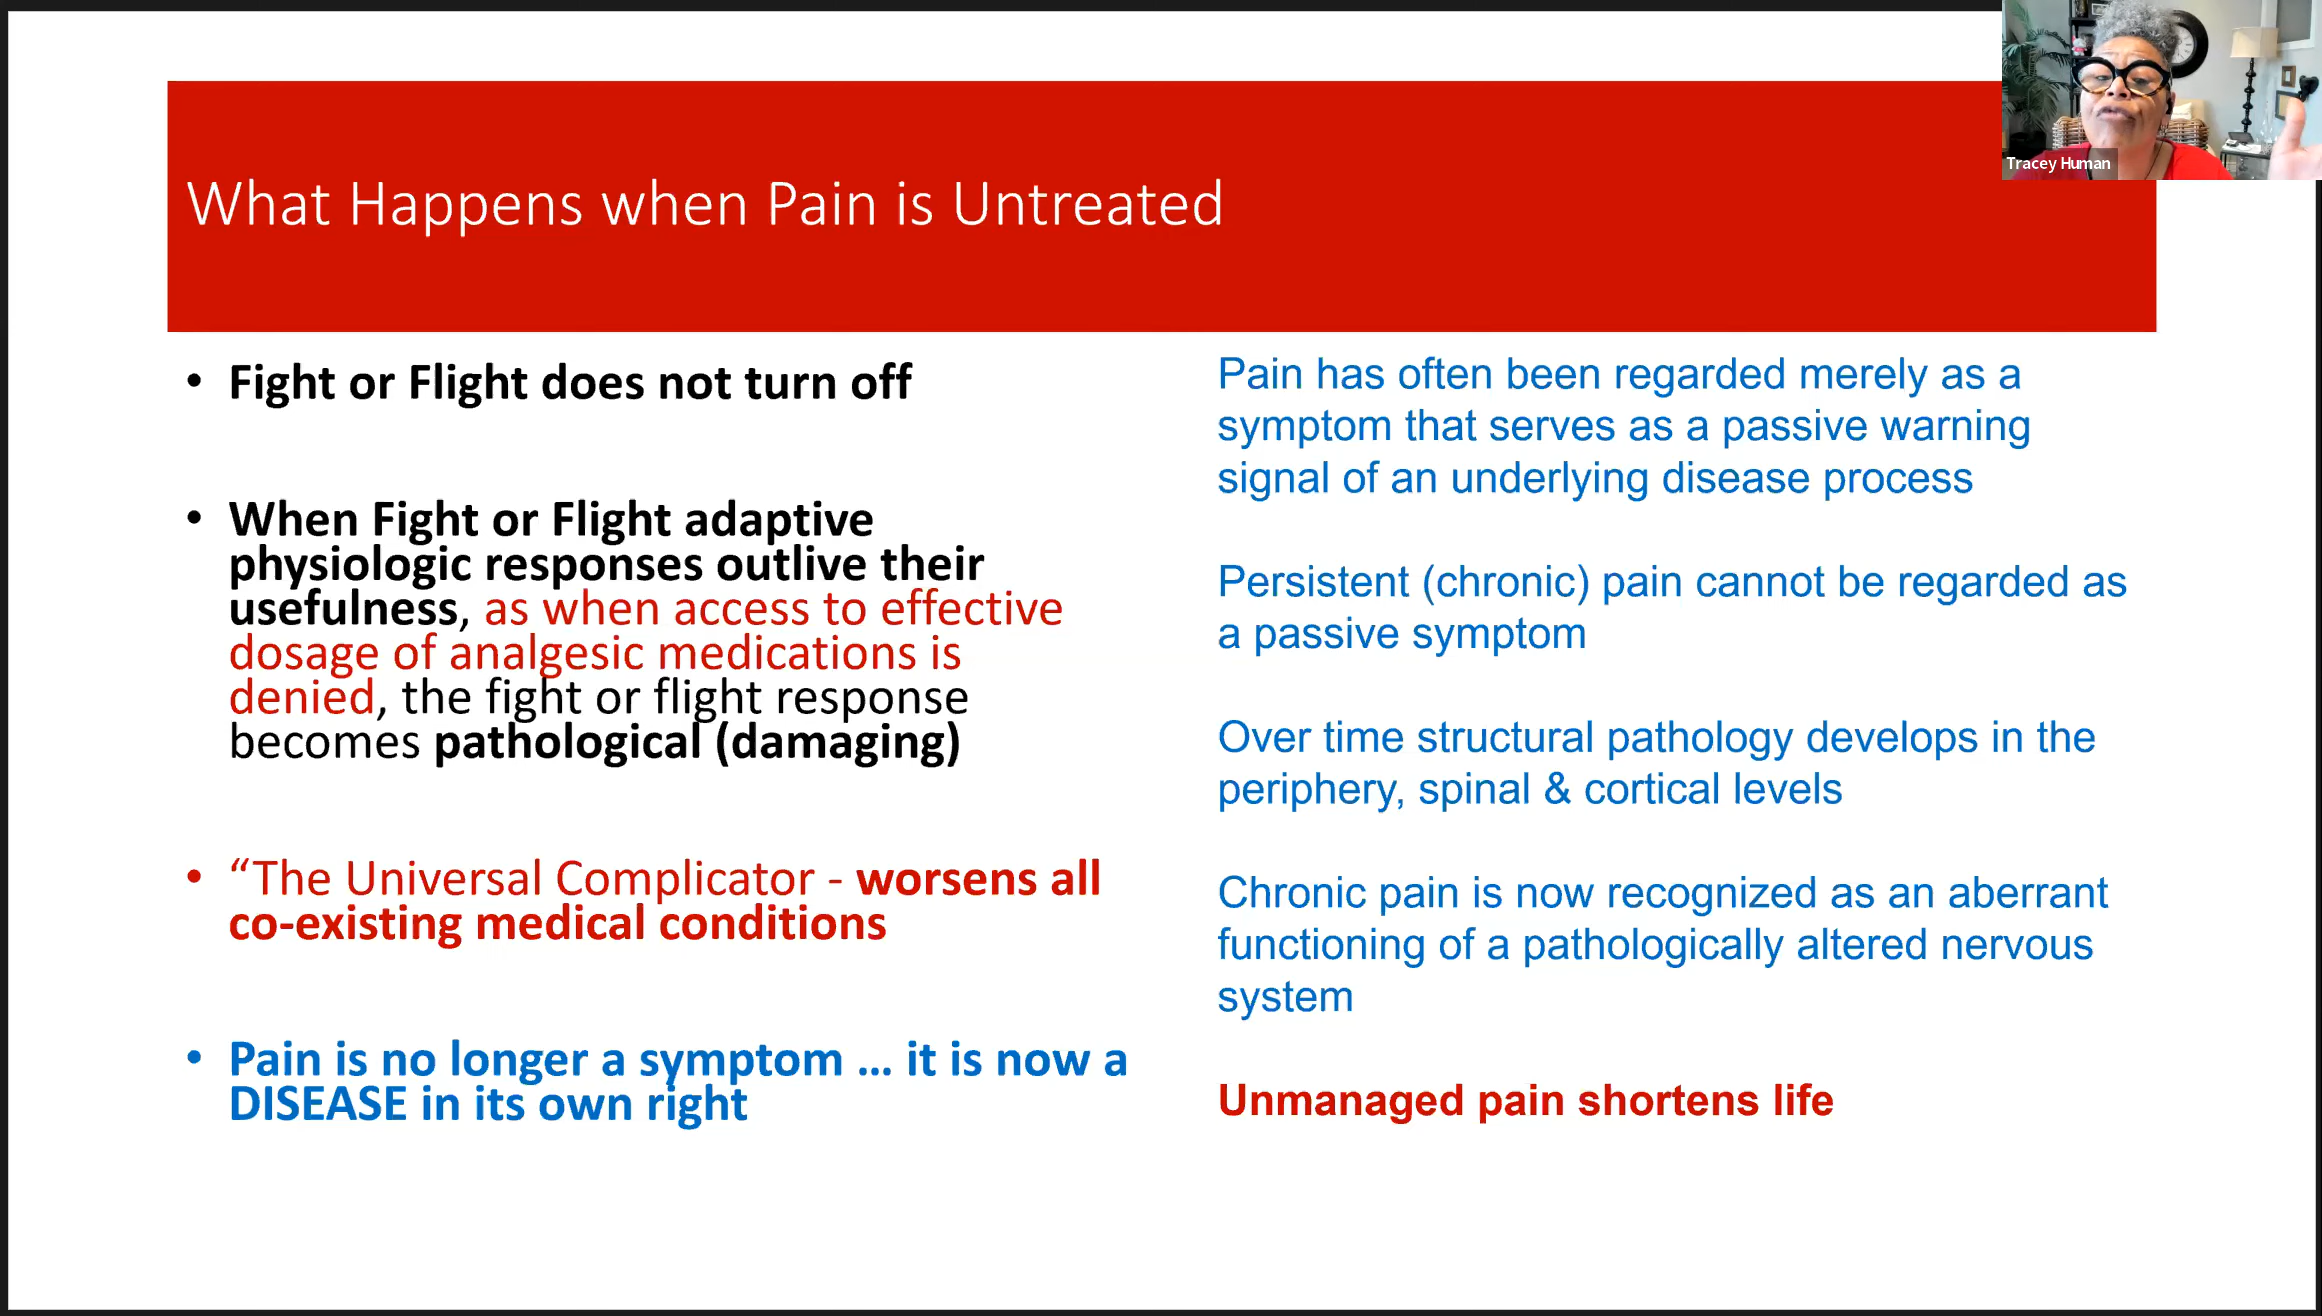 What Happens when Pain is Untreated
Tracey Human
• Fight or Flight does not turn off
• When Fight or Flight adaptive
physiologic responses outlive their
usefulness, as when access to effective
dosage of analgesic medications is
denied, the fight or flight response
becomes pathological (damaging)
• “The Universal Complicator - worsens all
co-existing medical conditions
• Pain is no longer a symptom ... it is now a
DISEASE in its own right
Pain has often been regarded merely as a
symptom that serves as a passive warning
signal of an underlying disease process
Persistent (chronic) pain cannot be regarded as
a passive symptom
Over time structural pathology develops in the
periphery, spinal & cortical levels
Chronic pain is now recognized as an aberrant
functioning of a pathologically altered nervous
system
Unmanaged pain shortens life